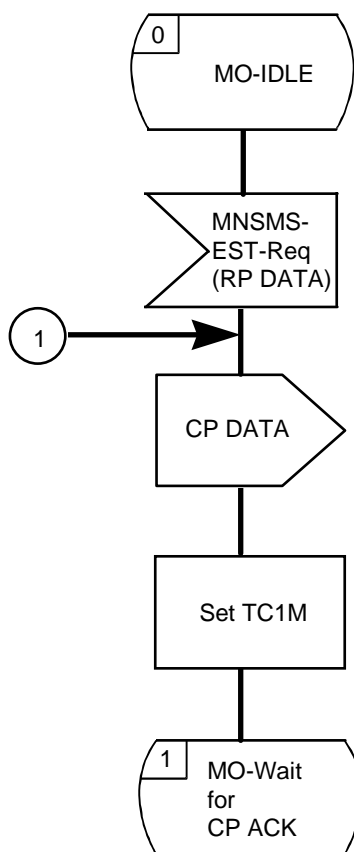 0
MO-IDLE
MNSMS-
EST-Req
(RP DATA)
1
CP DATA
Set TC1M
1
MO-Wait
for
CP ACK